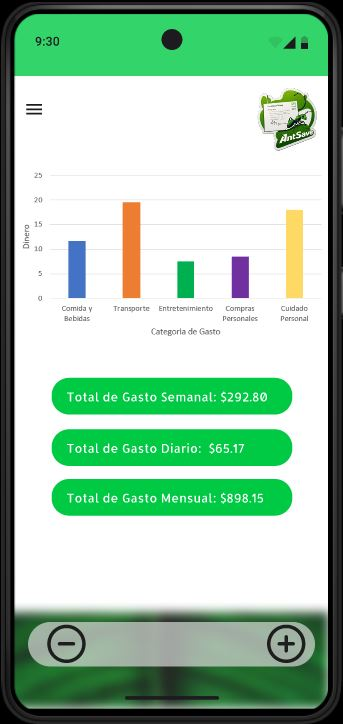 9:30
AntSave
25
20
15
10
5
0
Dinero
Comida y
Bebidas
Transporte
Entretenimiento
Compras
Personales
Cuidado
Personal
Categoria de Gasto
Total de Gasto Semanal: $292.80
Total de Gasto Diario:  $65.17
Total de Gasto Mensual: $898.15